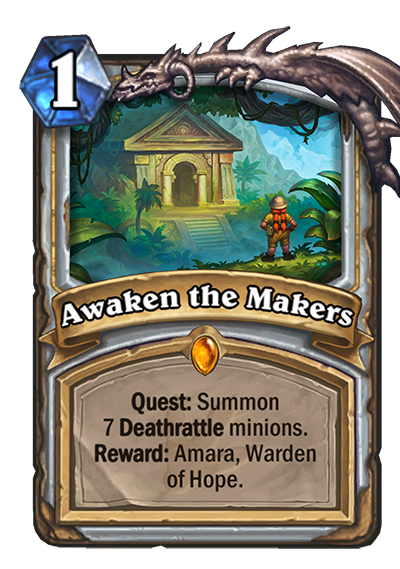 1
Awaken the Makers
Quest: Summon
7 Deathrattle minions.
Reward: Amara, Warden
of Hope.